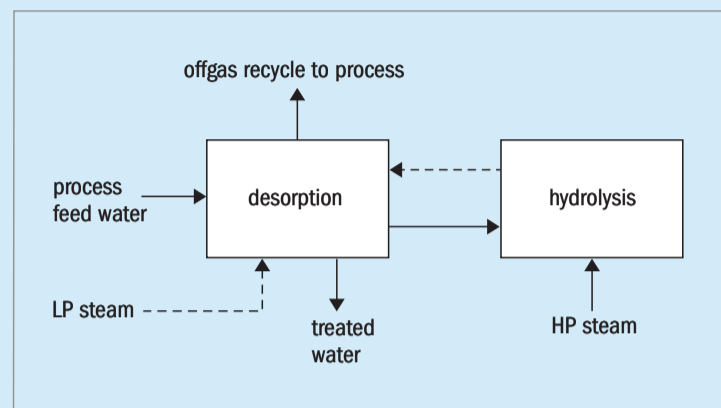 offgas recycle to process
process
feed water
desorption
hydrolysis
LP steam
treated
water
HP steam